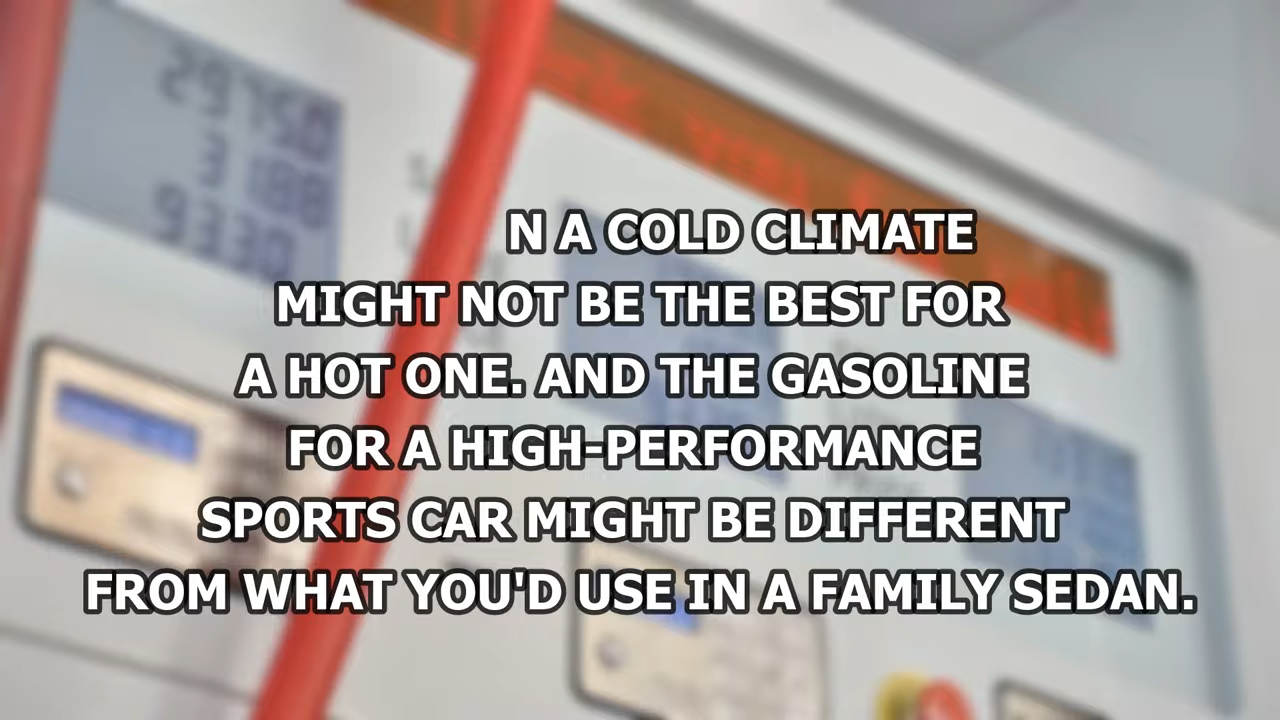 N A COLD CLIMATE
MIGHT NOT BE THE BEST FOR
A HOT ONE. AND THE GASOLINE
FOR A HIGH-PERFORMANCE
SPORTS CAR MIGHT BE DIFFERENT
FROM WHAT YOU'D USE IN A FAMILY SEDAN.